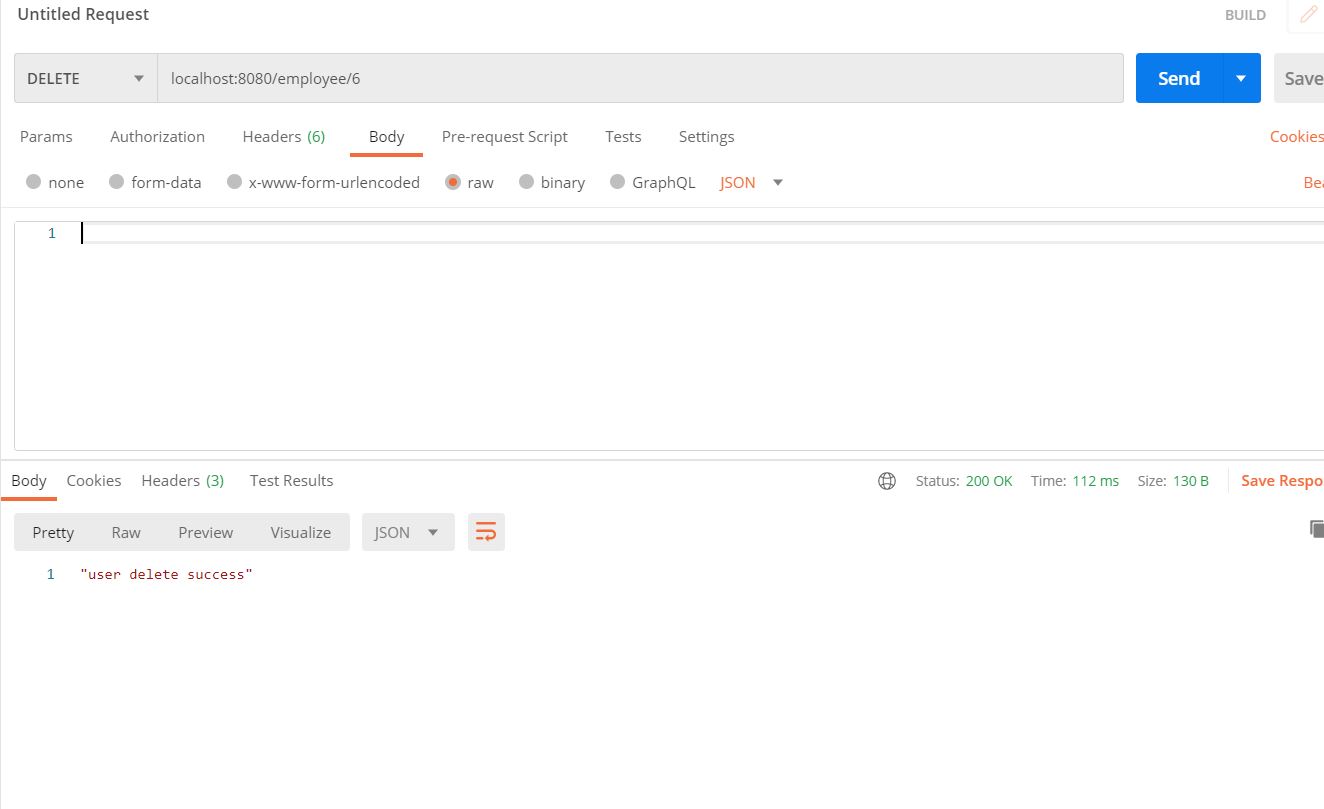 Untitled Request
BUILD
DELETE
localhost:8080/employee/6
Send
Save
Params Authorization Headers (6) Body Pre-request Script Tests Settings
Cookies
none form-data x-www-form-urlencoded raw binary GraphQL JSON
Bea
1
Body Cookies Headers (3) Test Results
Status: 200 OK Time: 112 ms Size: 130 B
Save Respo
Pretty Raw Preview Visualize JSON
1 "user delete success"